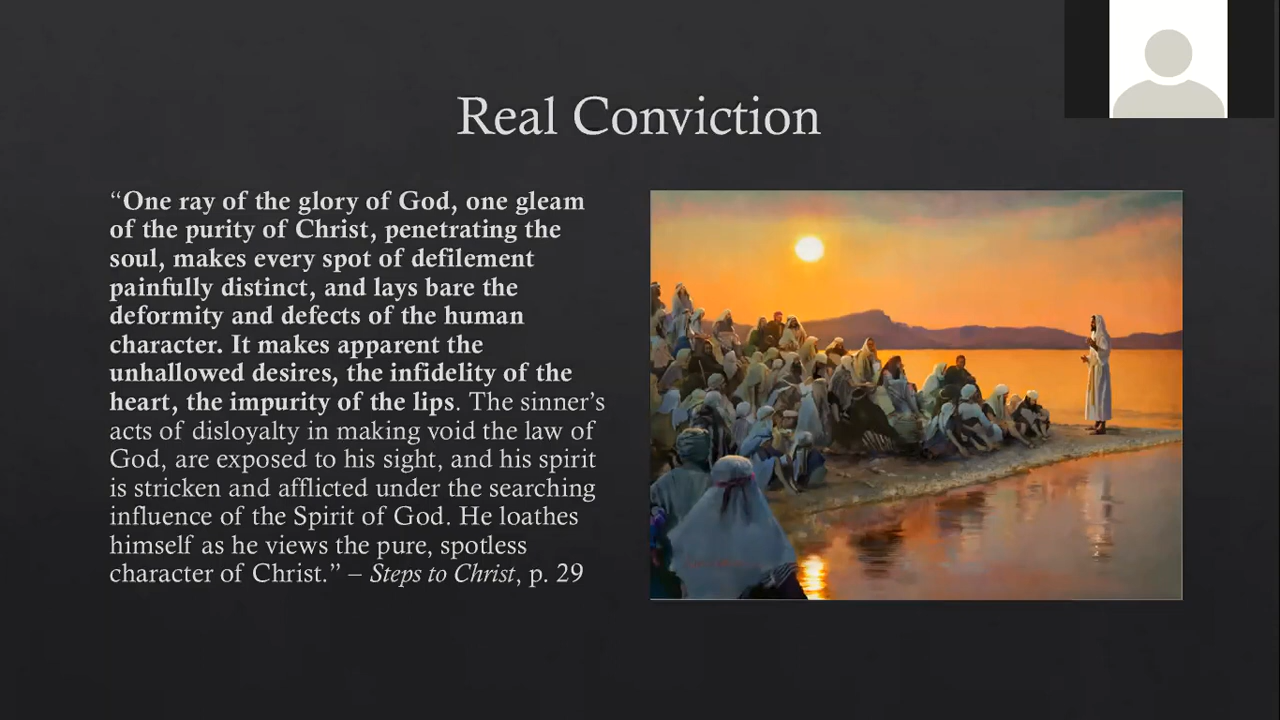 Real Conviction
“One ray of the glory of God, one gleam
of the purity of Christ, penetrating the
soul, makes every spot of defilement
painfully distinct, and lays bare the
deformity and defects of the human
character. It makes apparent the
unhallowed desires, the infidelity of the
heart, the impurity of the lips. The sinner’s
acts of disloyalty in making void the law of
God, are exposed to his sight, and his spirit
is stricken and afflicted under the searching
influence of the Spirit of God. He loathes
himself as he views the pure, spotless
character of Christ.” – Steps to Christ, p. 29